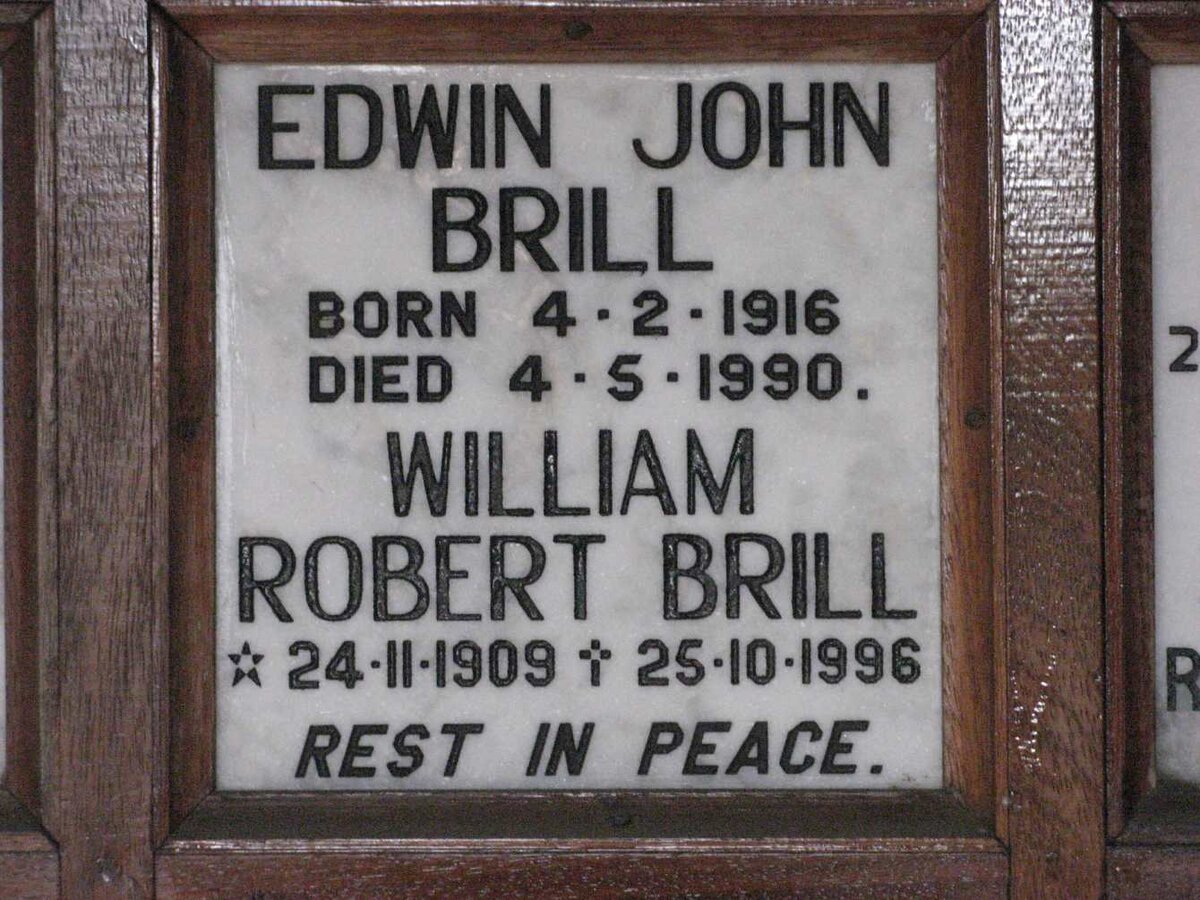 EDWIN JOHN
BRILL
BORN 4·2·1916
DIED 4·5·1990.
WILLIAM
ROBERT BRILL
☆ 24·11·1909 ✝ 25·10·1996
REST IN PEACE.
2
R